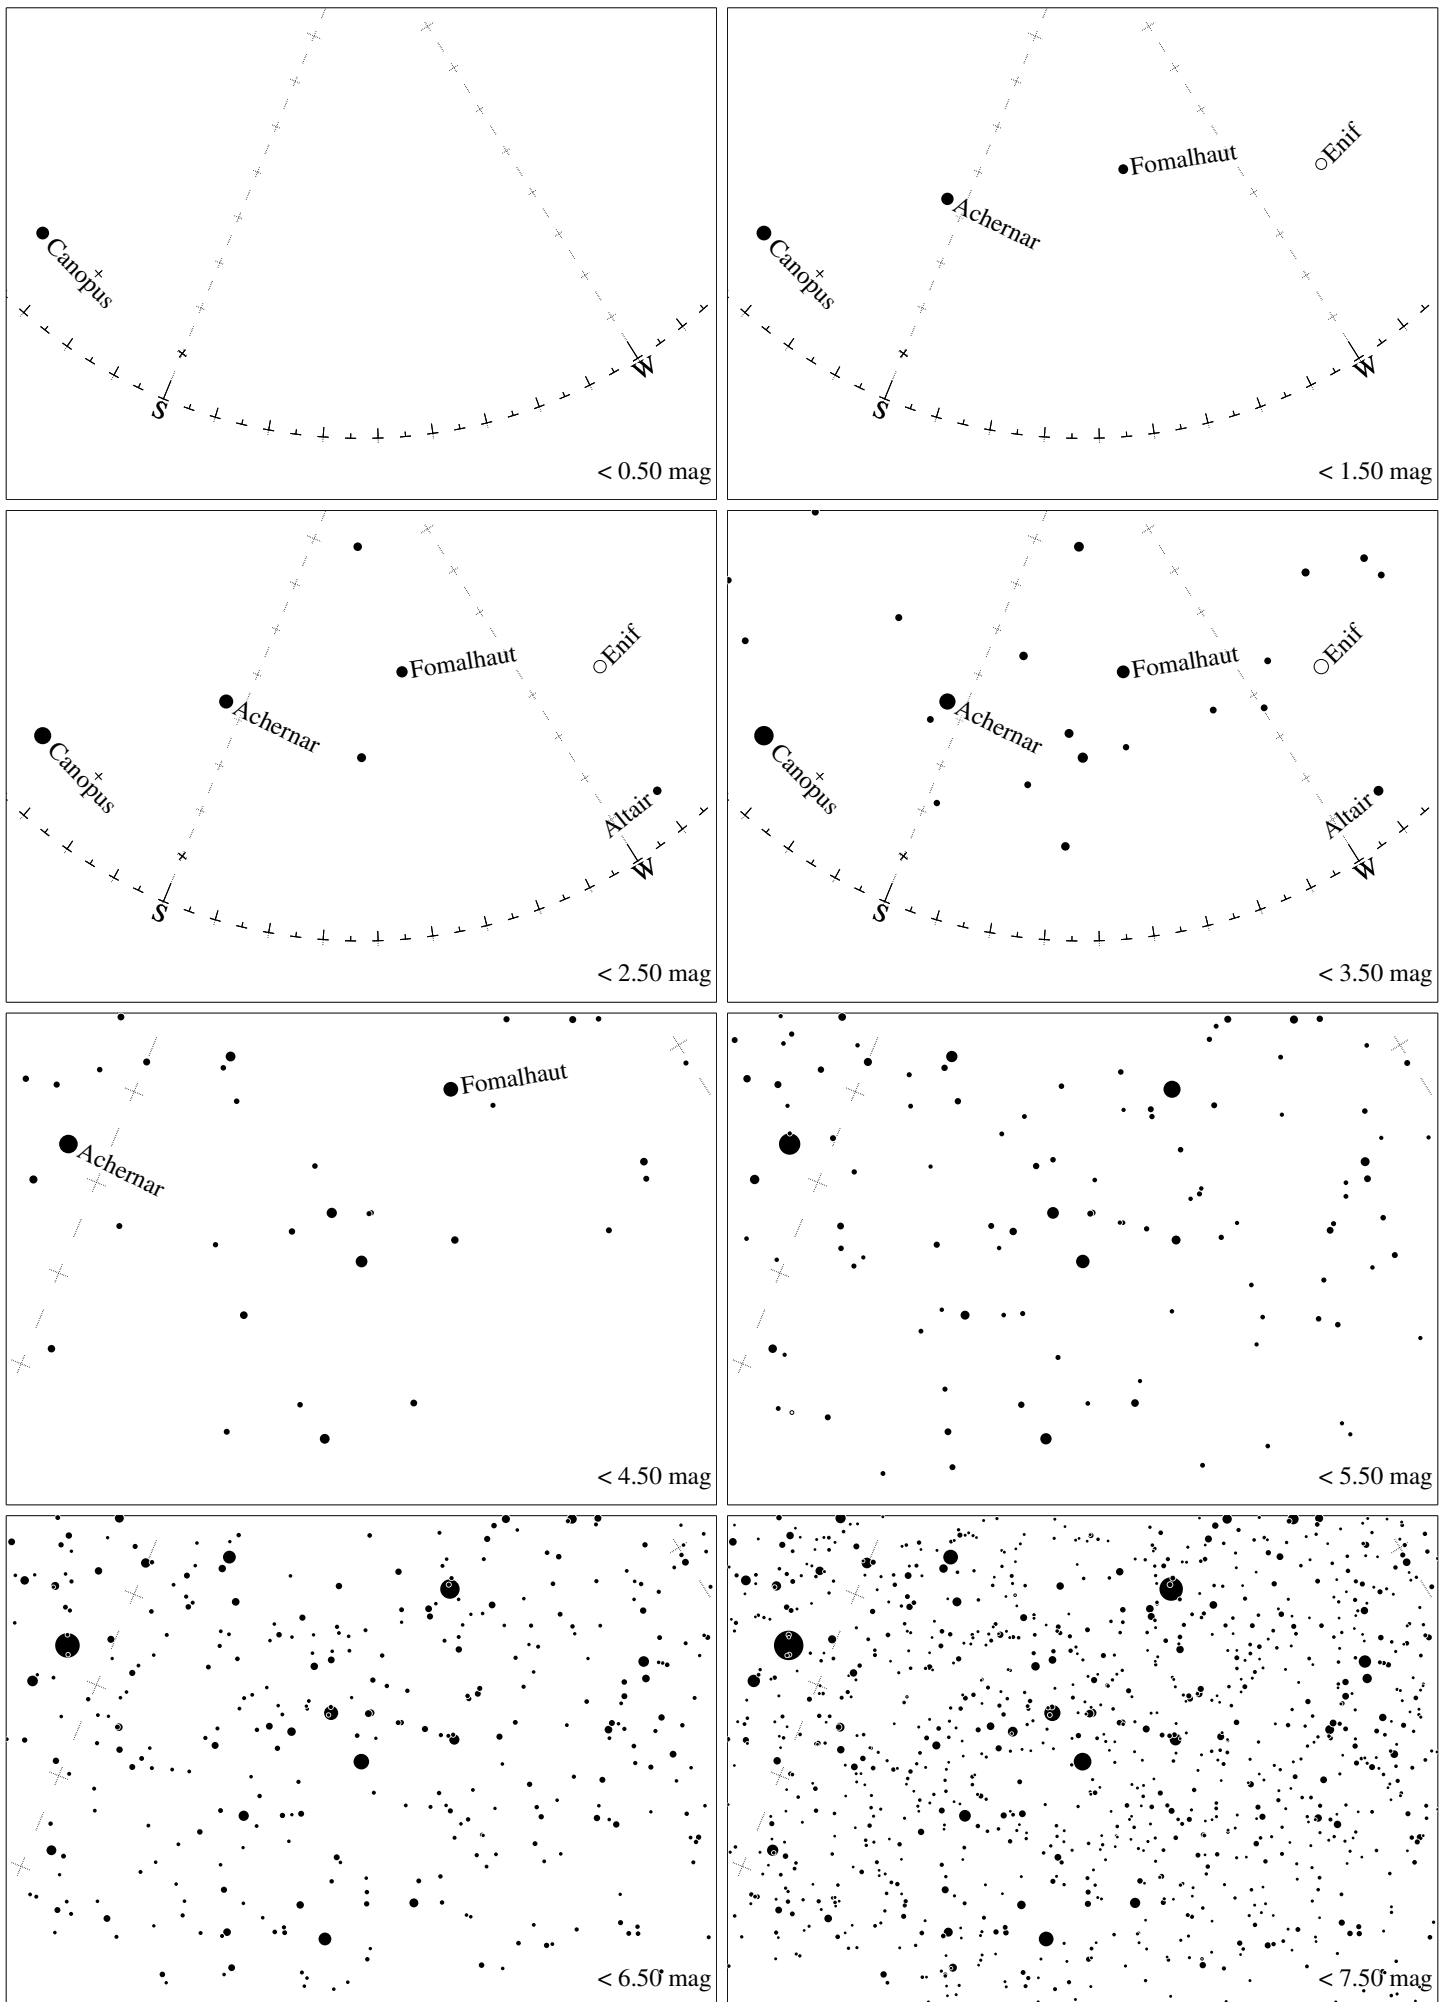 Canopus
S
W
< 0.50 mag
Enif
Fomalhaut
Achernar
Canopus
S
W
< 1.50 mag
Enif
Fomalhaut
Achernar
Canopus
Altair
S
W
< 2.50 mag
Enif
Fomalhaut
Achernar
Canopus
Altair
S
W
< 3.50 mag
Fomalhaut
Achernar
< 4.50 mag
< 5.50 mag
< 6.50 mag
< 7.50 mag